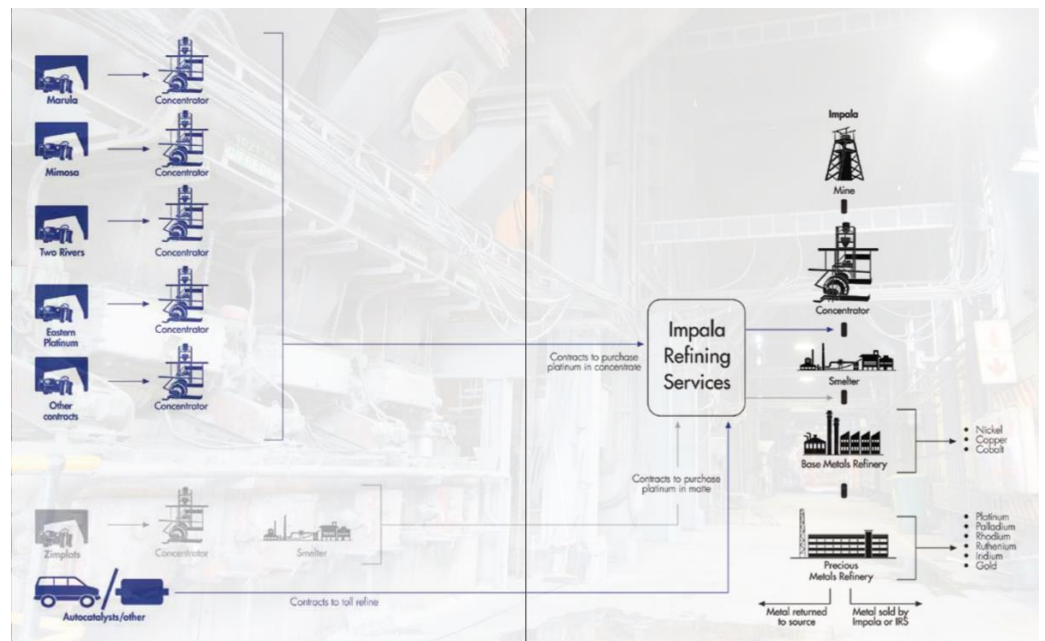 Marula
Concentrator
Mimosa
Concentrator
Two Rivers
Concentrator
Eastern
Platinum
Concentrator
Other
contracts
Concentrator
Contracts to purchase
platinum in concentrate
Zimplats
Concentrator
Smelter
Contracts to purchase
platinum in matte
Autocatalysts/other
Contracts to toll refine
Impala
Refining
Services
Impala
Mine
Concentrator
Smelter
Base Metals Refinery
• Nickel
• Copper
• Cobalt
Precious
Metals Refinery
• Platinum
• Palladium
• Rhodium
• Ruthenium
• Iridium
• Gold
Metal returned
to source
Metal sold by
Impala or IRS